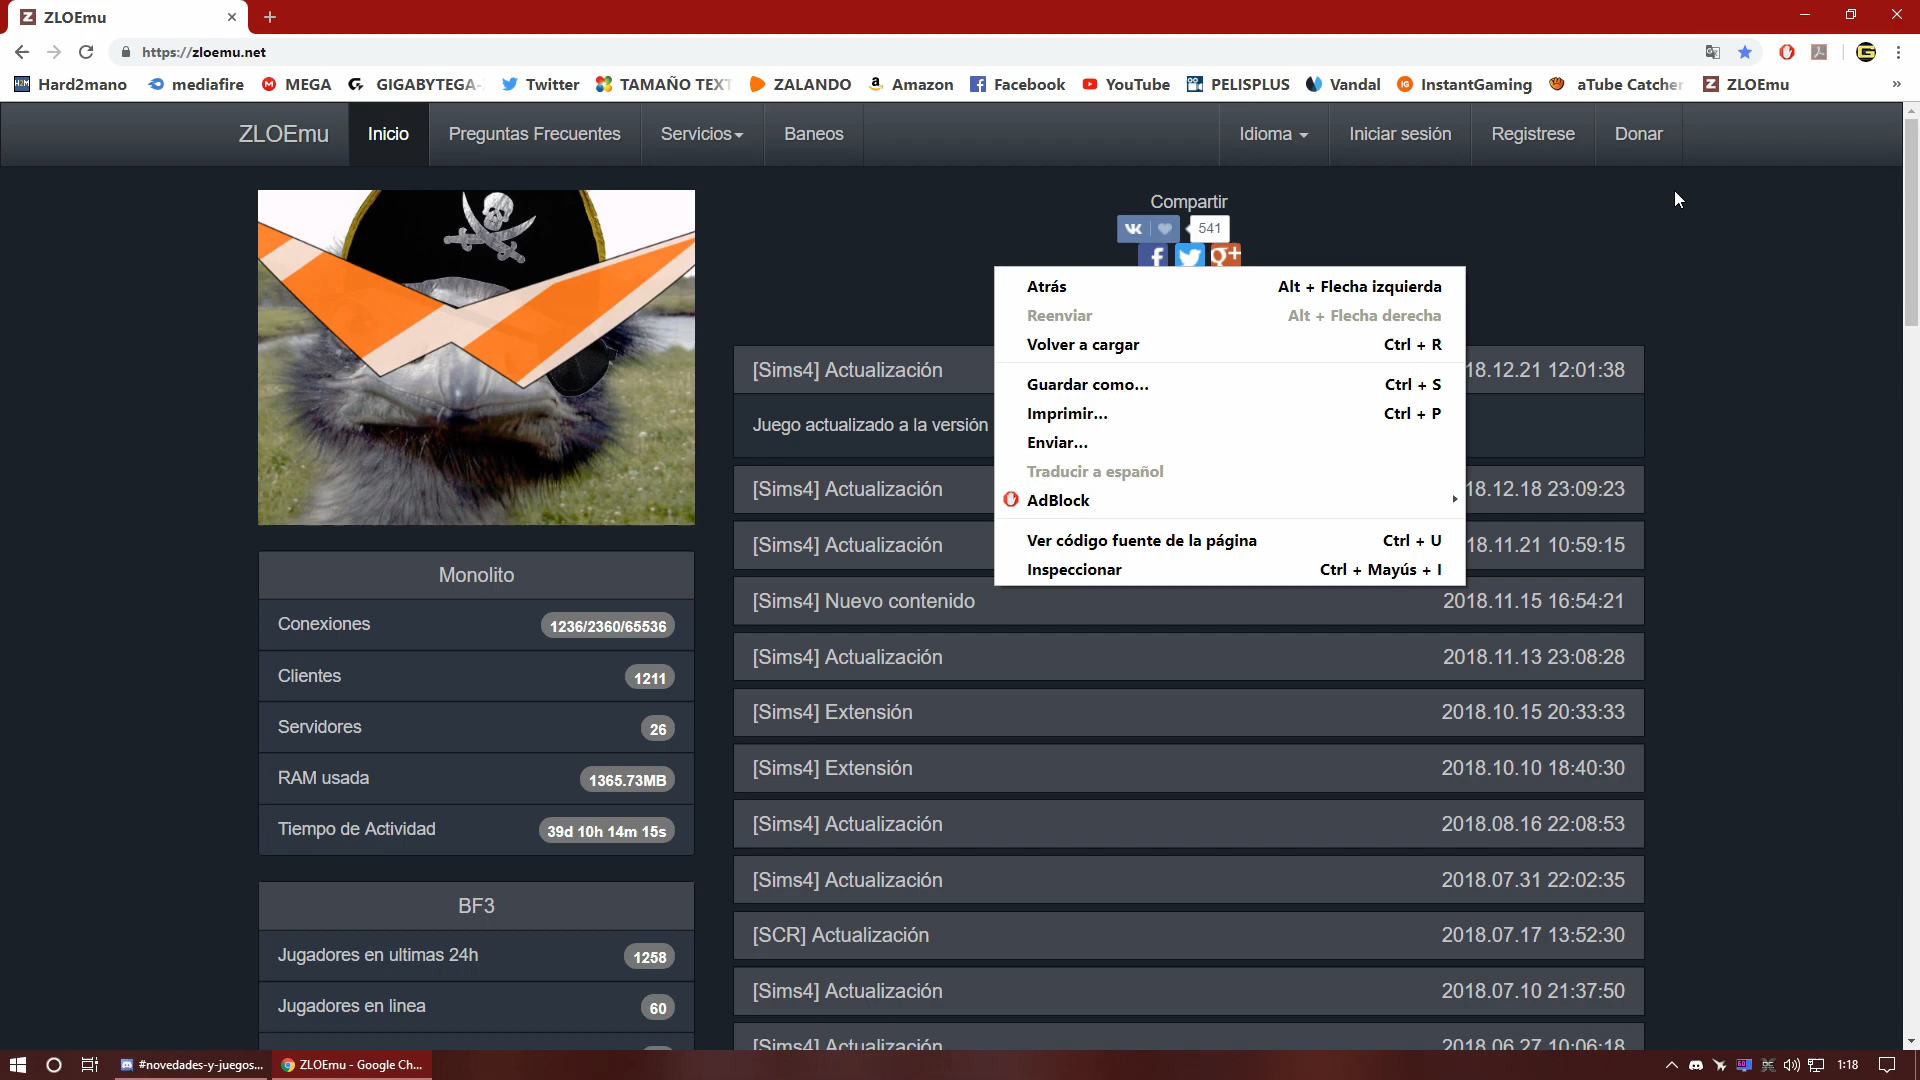 ZLOEmu
https://zloemu.net
Hard2mano mediafire MEGA GIGABYTEGA- Twitter TAMAÑO TEXT ZALANDO Amazon Facebook YouTube PELISPLUS Vandal InstantGaming aTube Catcher ZLOEmu »
ZLOEmu Inicio Preguntas Frecuentes Servicios Baneos Idioma Iniciar sesión Registrese Donar
Compartir
541
Atrás Alt + Flecha izquierda
Reenviar Alt + Flecha derecha
Volver a cargar Ctrl + R
Guardar como... Ctrl + S
Imprimir... Ctrl + P
Enviar...
Traducir a español
AdBlock
Ver código fuente de la página Ctrl + U
Inspeccionar Ctrl + Mayús + I
[Sims4] Actualización 18.12.21 12:01:38
Juego actualizado a la versión
[Sims4] Actualización 18.12.18 23:09:23
[Sims4] Actualización 18.11.21 10:59:15
[Sims4] Nuevo contenido 2018.11.15 16:54:21
[Sims4] Actualización 2018.11.13 23:08:28
[Sims4] Extensión 2018.10.15 20:33:33
[Sims4] Extensión 2018.10.10 18:40:30
[Sims4] Actualización 2018.08.16 22:08:53
[Sims4] Actualización 2018.07.31 22:02:35
[SCR] Actualización 2018.07.17 13:52:30
[Sims4] Actualización 2018.07.10 21:37:50
[Sims4] Actualización 2018.06.27 10:06:18
Monolito
Conexiones 1236/2360/65536
Clientes 1211
Servidores 26
RAM usada 1365.73MB
Tiempo de Actividad 39d 10h 14m 15s
BF3
Jugadores en ultimas 24h 1258
Jugadores en linea 60
#novedades-y-juegos... ZLOEmu - Google Ch... 1:18